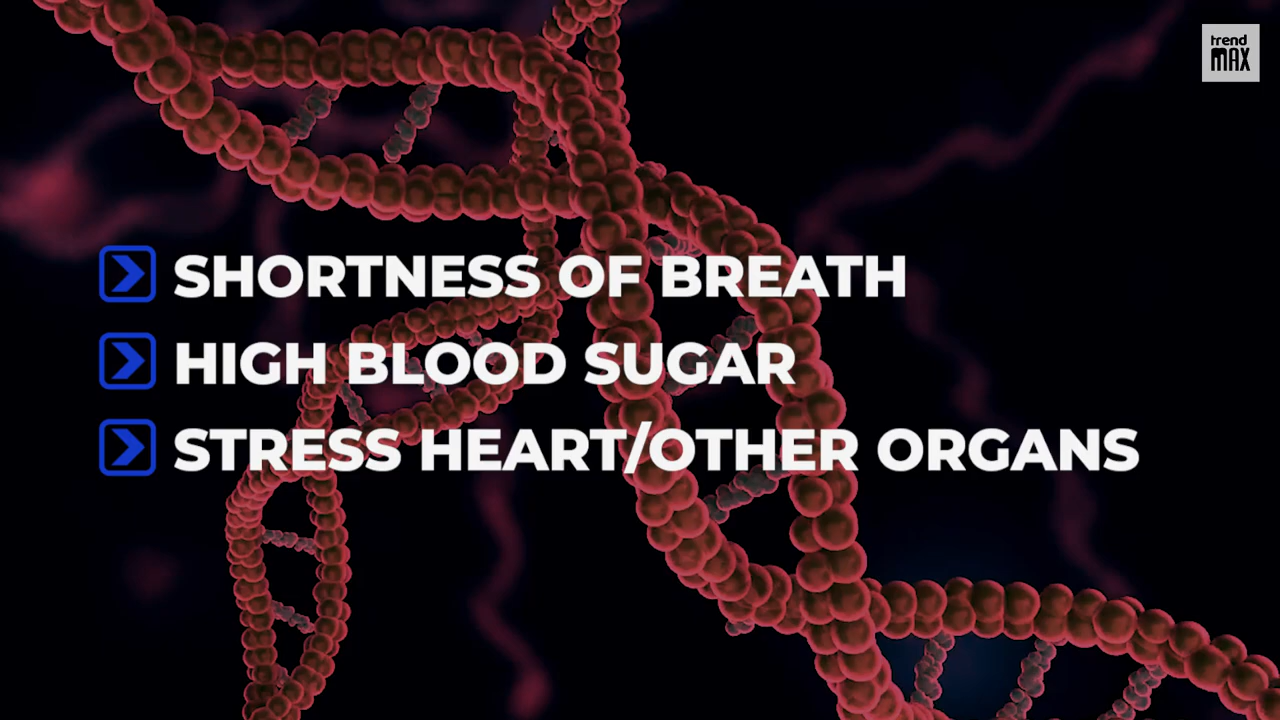 trend
MAX
SHORTNESS OF BREATH
HIGH BLOOD SUGAR
STRESS HEART/OTHER ORGANS